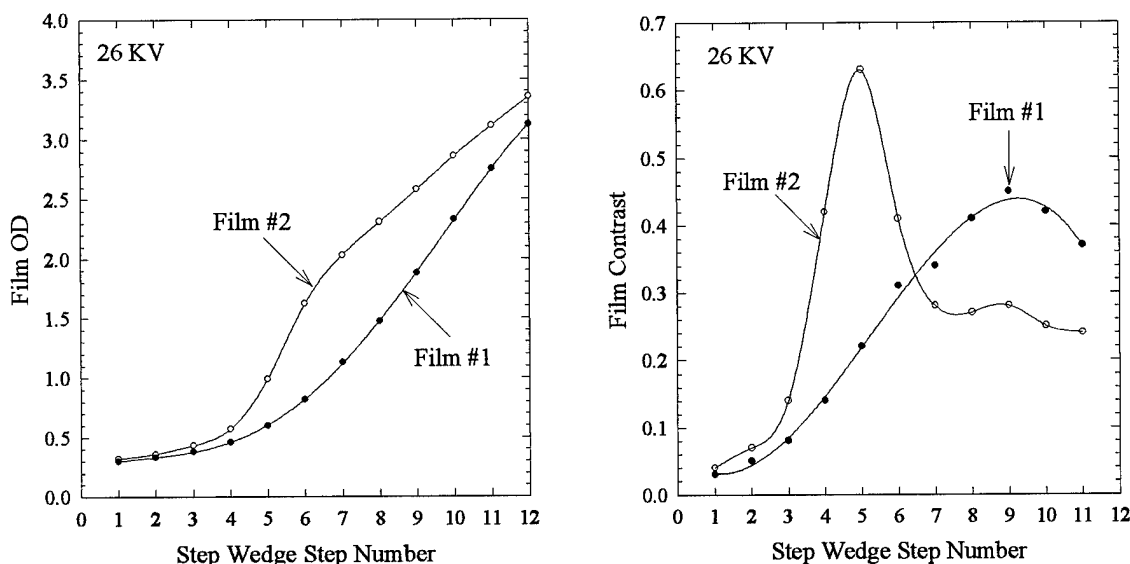 4.0
26 KV
3.5
3.0
2.5
Film #2
2.0
Film OD
1.5
Film #1
1.0
0.5
0.0
0 1 2 3 4 5 6 7 8 9 10 11 12
Step Wedge Step Number
0.7
26 KV
Film #1
0.6
0.5
Film #2
0.4
Film Contrast
0.3
0.2
0.1
0.0
0 1 2 3 4 5 6 7 8 9 10 11 12
Step Wedge Step Number